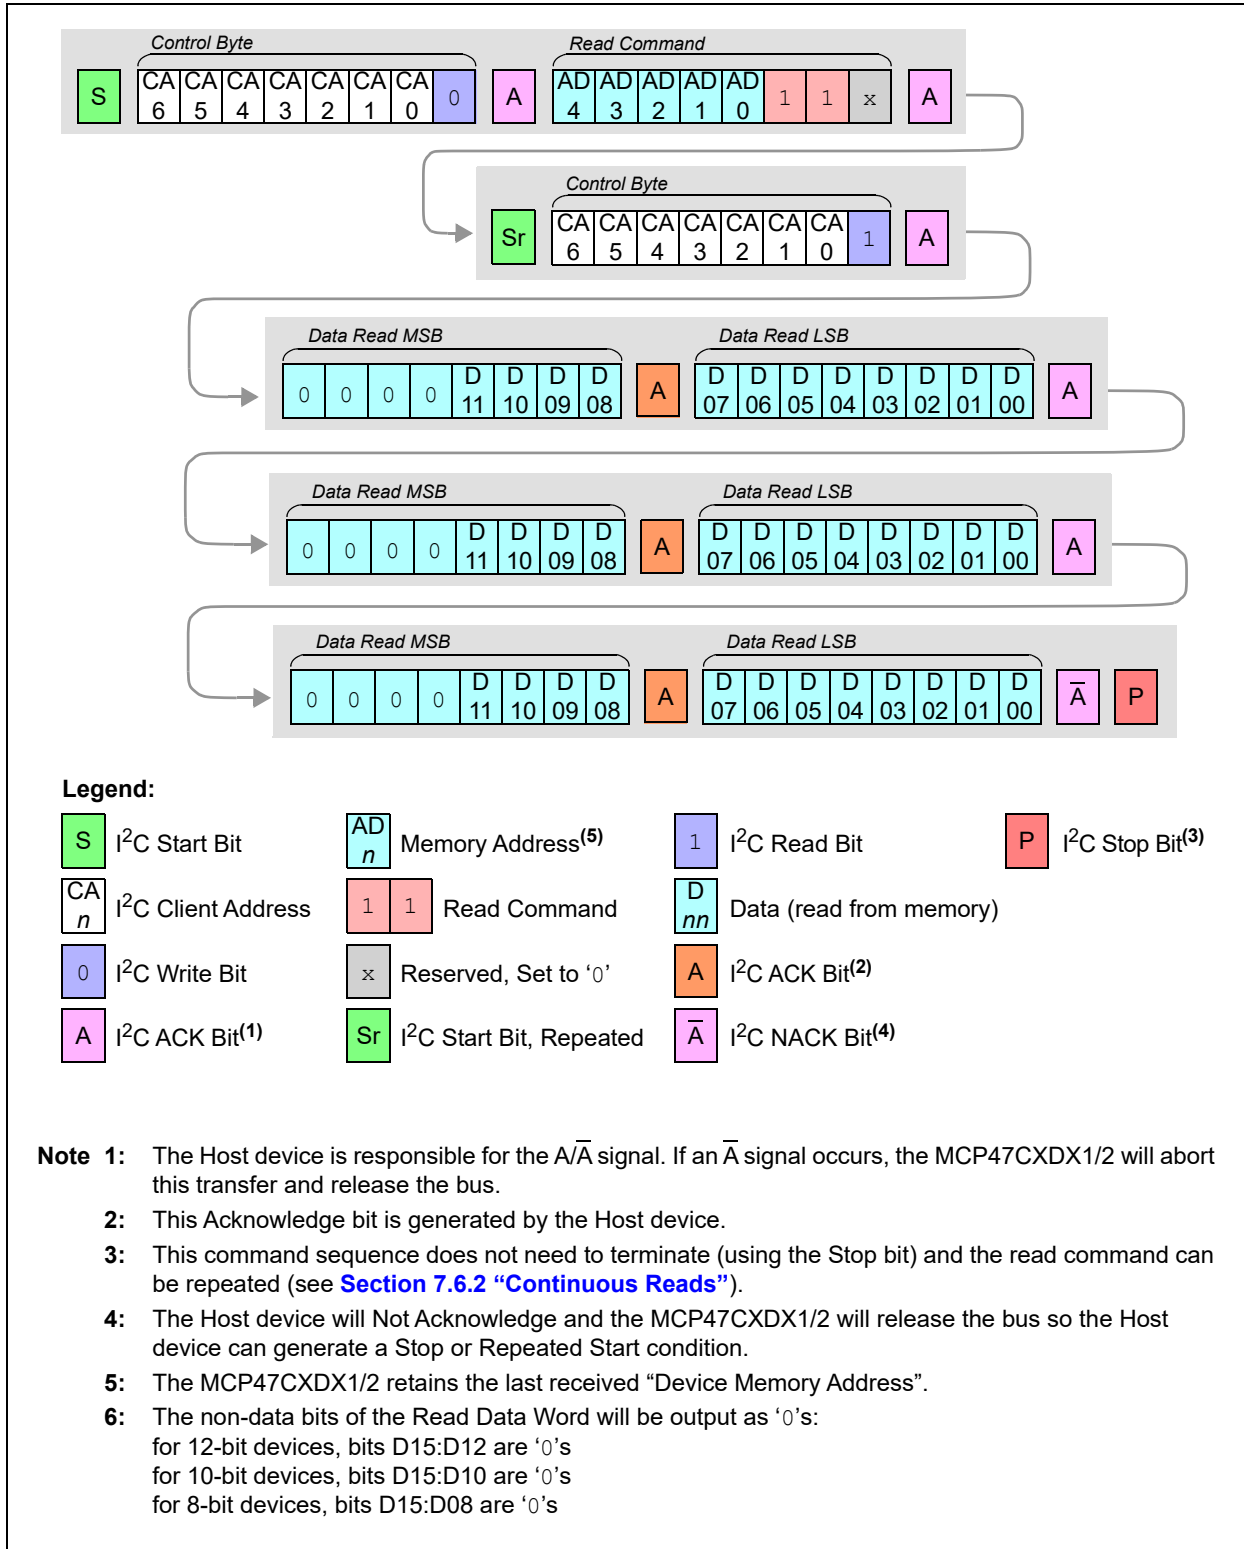 Control Byte Read Command
S CA 6 CA 5 CA 4 CA 3 CA 2 CA 1 CA 0 0 A AD 4 AD 3 AD 2 AD 1 AD 0 1 1 x A
Control Byte
Sr CA 6 CA 5 CA 4 CA 3 CA 2 CA 1 CA 0 1 A
Data Read MSB Data Read LSB
0 0 0 0 D 11 D 10 D 09 D 08 A D 07 D 06 D 05 D 04 D 03 D 02 D 01 D 00 A
Data Read MSB Data Read LSB
0 0 0 0 D 11 D 10 D 09 D 08 A D 07 D 06 D 05 D 04 D 03 D 02 D 01 D 00 A
Data Read MSB Data Read LSB
0 0 0 0 D 11 D 10 D 09 D 08 A D 07 D 06 D 05 D 04 D 03 D 02 D 01 D 00 A̅ P
Legend:
S I²C Start Bit AD n Memory Address(5) 1 I²C Read Bit P I²C Stop Bit(3)
CA n I²C Client Address 1 1 Read Command D nn Data (read from memory)
0 I²C Write Bit x Reserved, Set to ‘0’ A I²C ACK Bit(2)
A I²C ACK Bit(1) Sr I²C Start Bit, Repeated A̅ I²C NACK Bit(4)
Note 1: The Host device is responsible for the A/A̅ signal. If an A̅ signal occurs, the MCP47CXDX1/2 will abort
this transfer and release the bus.
2: This Acknowledge bit is generated by the Host device.
3: This command sequence does not need to terminate (using the Stop bit) and the read command can
be repeated (see Section 7.6.2 “Continuous Reads”).
4: The Host device will Not Acknowledge and the MCP47CXDX1/2 will release the bus so the Host
device can generate a Stop or Repeated Start condition.
5: The MCP47CXDX1/2 retains the last received “Device Memory Address”.
6: The non-data bits of the Read Data Word will be output as ‘0’s:
for 12-bit devices, bits D15:D12 are ‘0’s
for 10-bit devices, bits D15:D10 are ‘0’s
for 8-bit devices, bits D15:D08 are ‘0’s